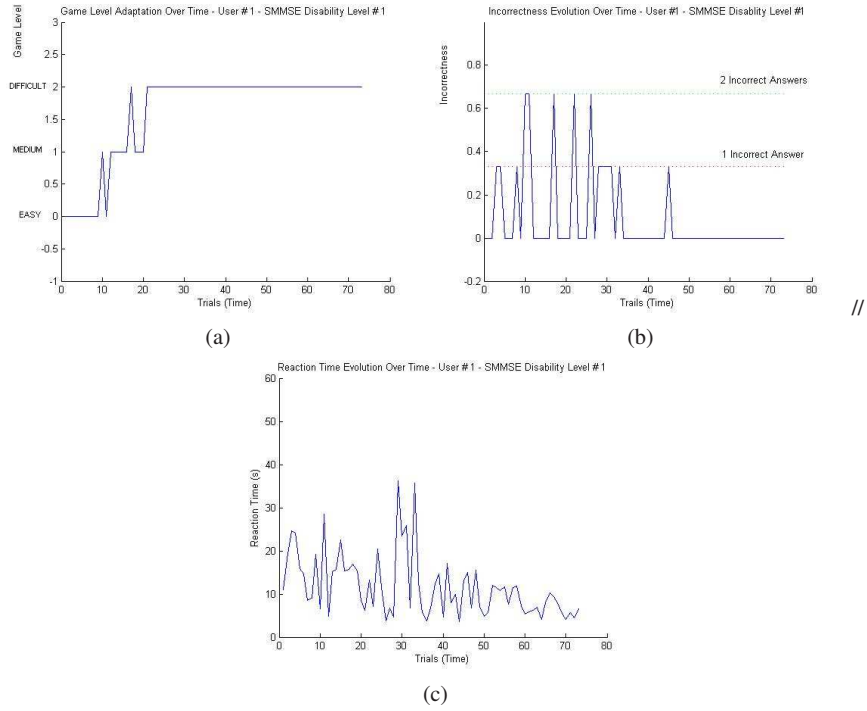 Game Level Adaptation Over Time - User # 1 - SMMSE Disability Level # 1
Game Level
3
2.5
DIFFICULT 2
1.5
MEDIUM 1
0.5
EASY 0
-0.5
-1
0 10 20 30 40 50 60 70 80
Trials (Time)
(a)
Incorrectness Evolution Over Time - User #1 - SMMSE Disablity Level #1
Incorrectness
0.8
2 Incorrect Answers
0.6
0.4
1 Incorrect Answer
0.2
0
-0.2
0 10 20 30 40 50 60 70 80
Trails (Time)
(b)
//
Reaction Time Evolution Over Time - User # 1 - SMMSE Disability Level # 1
Reaction Time (s)
60
50
40
30
20
10
0
0 10 20 30 40 50 60 70 80
Trials (Time)
(c)